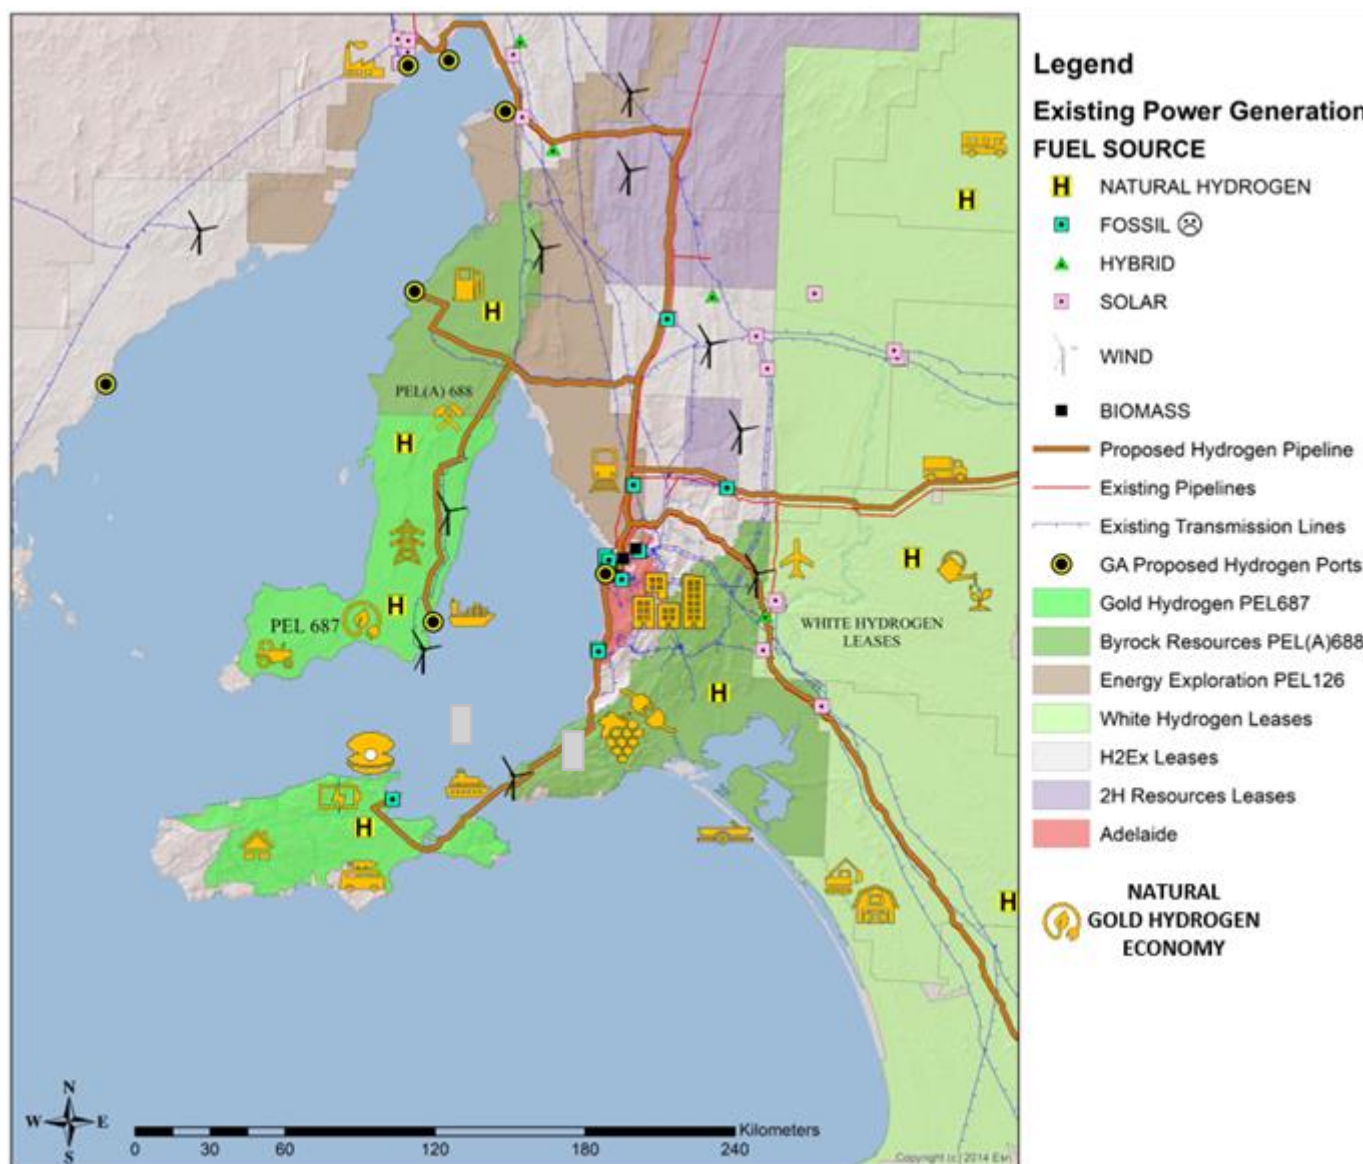 Legend
Existing Power Generation
FUEL SOURCE
H NATURAL HYDROGEN
FOSSIL ☹
HYBRID
SOLAR
WIND
BIOMASS
Proposed Hydrogen Pipeline
Existing Pipelines
Existing Transmission Lines
GA Proposed Hydrogen Ports
Gold Hydrogen PEL687
Byrock Resources PEL(A)688
Energy Exploration PEL126
White Hydrogen Leases
H2Ex Leases
2H Resources Leases
Adelaide
NATURAL
GOLD HYDROGEN
ECONOMY
H
H
PEL(A) 688
H
H
H
PEL 687
WHITE HYDROGEN
LEASES
H
H
H
N
W E
S
0 30 60 120 180 240
Kilometers
Copyright (c) 2014 Esri